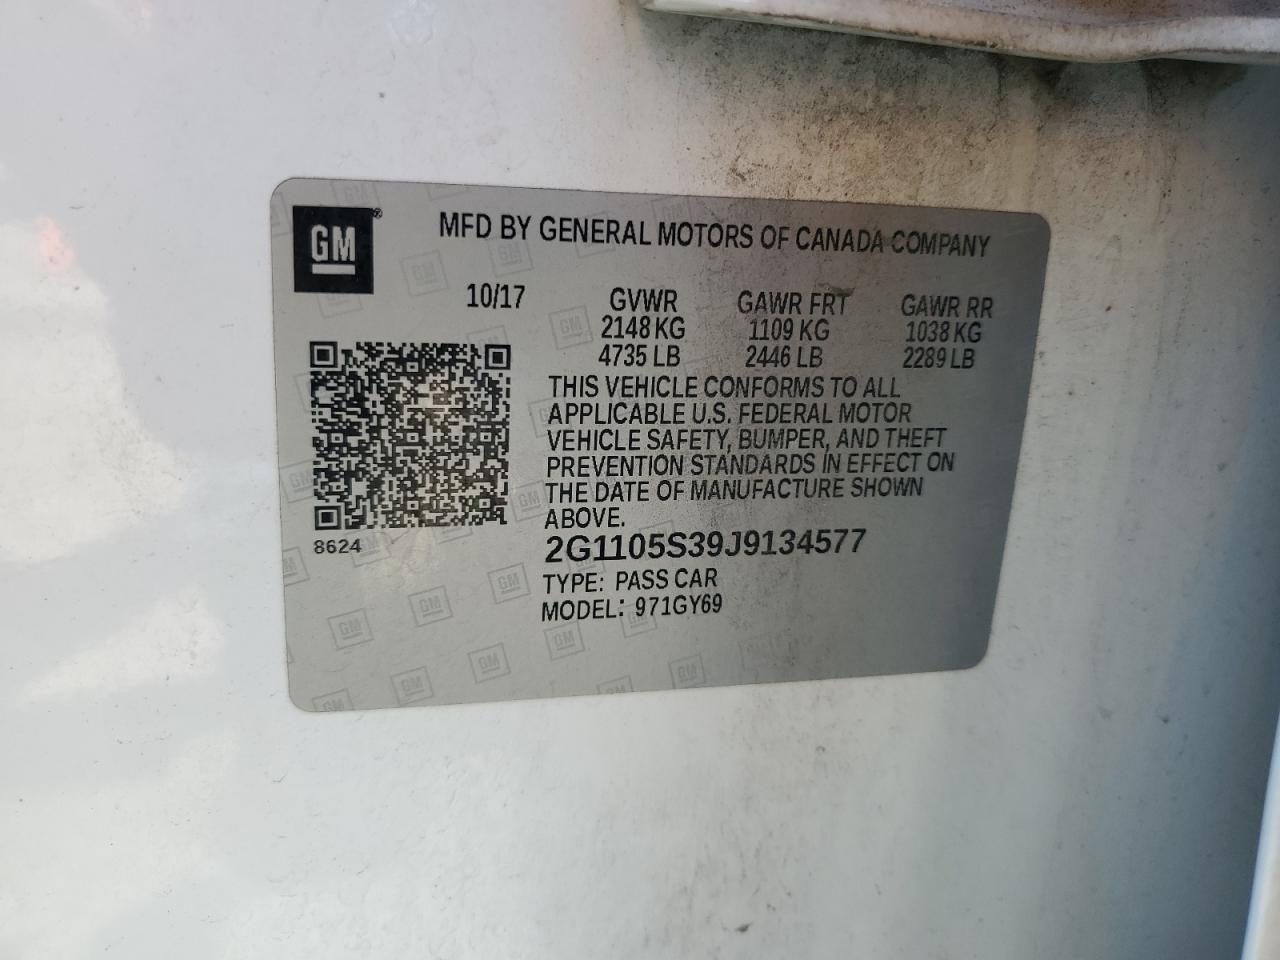 GM®
MFD BY GENERAL MOTORS OF CANADA COMPANY
10/17 GVWR GAWR FRT GAWR RR
2148 KG 1109 KG 1038 KG
4735 LB 2446 LB 2289 LB
THIS VEHICLE CONFORMS TO ALL
APPLICABLE U.S. FEDERAL MOTOR
VEHICLE SAFETY, BUMPER, AND THEFT
PREVENTION STANDARDS IN EFFECT ON
THE DATE OF MANUFACTURE SHOWN
ABOVE.
8624
2G1105S39J9134577
TYPE: PASS CAR
MODEL: 971GY69